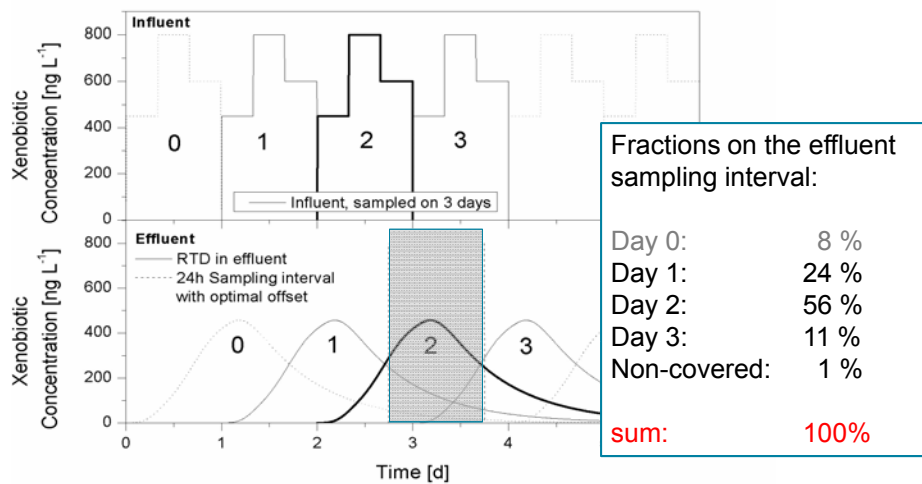 Influent
Xenobiotic
Concentration [ng L⁻¹]
800
600
400
200
0
0
1
2
3
Influent, sampled on 3 days
Effluent
RTD in effluent
24h Sampling interval
with optimal offset
Xenobiotic
Concentration [ng L⁻¹]
800
600
400
200
0
0
1
2
3
0
1
2
3
4
Time [d]
Fractions on the effluent
sampling interval:
Day 0: 8 %
Day 1: 24 %
Day 2: 56 %
Day 3: 11 %
Non-covered: 1 %
sum: 100%